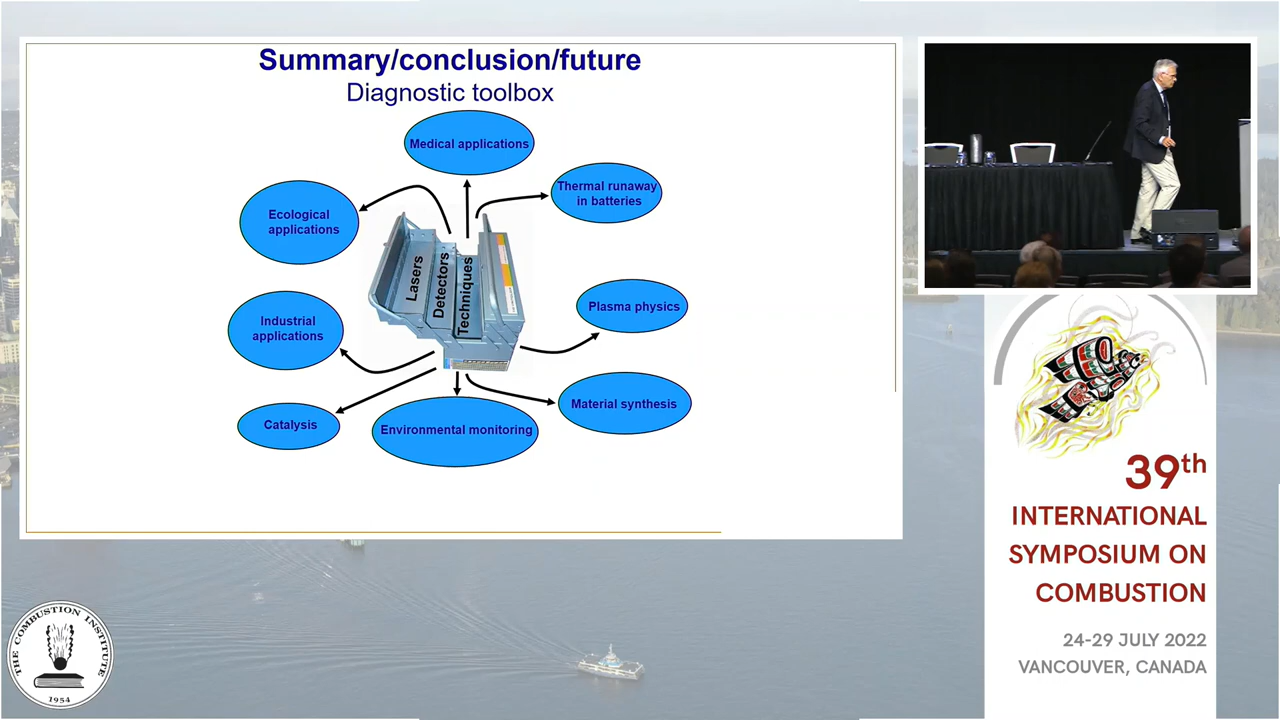 Summary/conclusion/future
Diagnostic toolbox
Medical applications
Thermal runaway
in batteries
Ecological
applications
Lasers
Detectors
Techniques
Plasma physics
Industrial
applications
Material synthesis
Catalysis
Environmental monitoring
39th
INTERNATIONAL
SYMPOSIUM ON
COMBUSTION
24-29 JULY 2022
VANCOUVER, CANADA
THE COMBUSTION INSTITUTE
1954